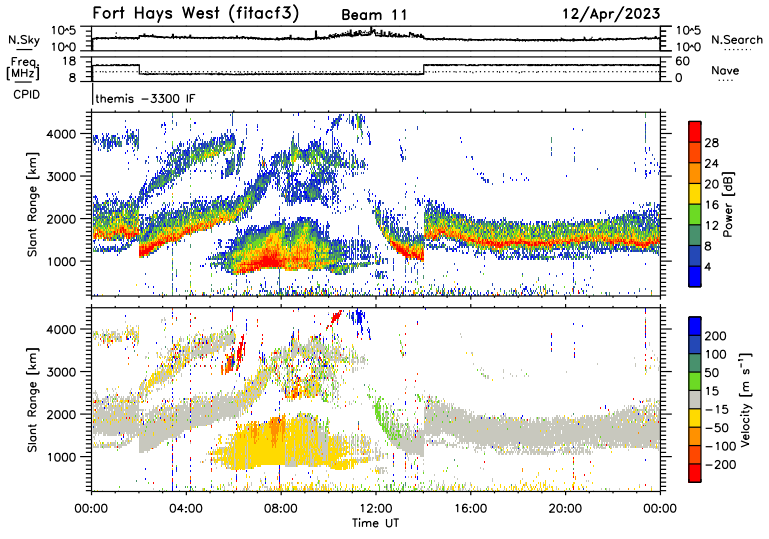 Fort Hays West (fitacf3) Beam 11 12/Apr/2023
N.Sky 10^5 10^0 10^5 10^0 N.Search
Freq. [MHz] 18 8 60 0 Nave
CPID themis -3300 IF
Slant Range [km] 4000 3000 2000 1000
28 24 20 16 12 8 4 Power [dB]
Slant Range [km] 4000 3000 2000 1000
200 100 50 15 -15 -50 -100 -200 Velocity [m s⁻¹]
00:00 04:00 08:00 12:00 16:00 20:00 00:00
Time UT